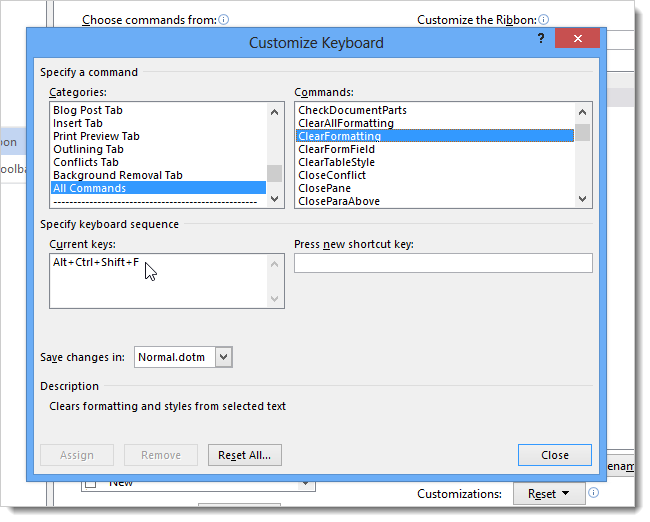 Choose commands from:
Customize the Ribbon:
Customize Keyboard
?
Specify a command
Categories:
Commands:
Blog Post Tab
Insert Tab
Print Preview Tab
Outlining Tab
Conflicts Tab
Background Removal Tab
All Commands
CheckDocumentParts
ClearAllFormatting
ClearFormatting
ClearFormField
ClearTableStyle
CloseConflict
ClosePane
CloseParaAbove
Specify keyboard sequence
Current keys:
Press new shortcut key:
Alt+Ctrl+Shift+F
Save changes in:
Normal.dotm
Description
Clears formatting and styles from selected text
Assign
Remove
Reset All...
Close
New
Customizations:
Reset